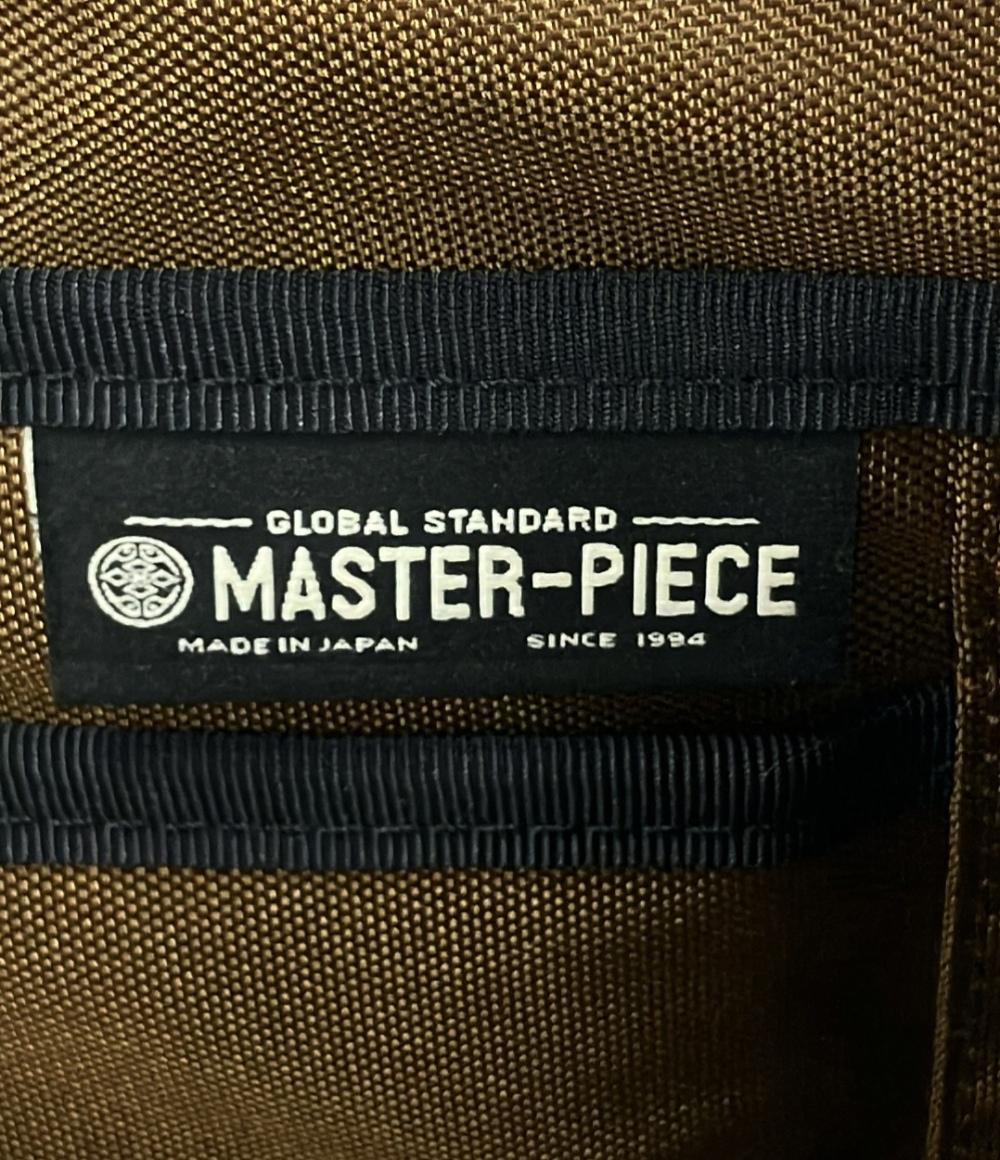 GLOBAL STANDARD
MASTER-PIECE
MADE IN JAPAN SINCE 1994